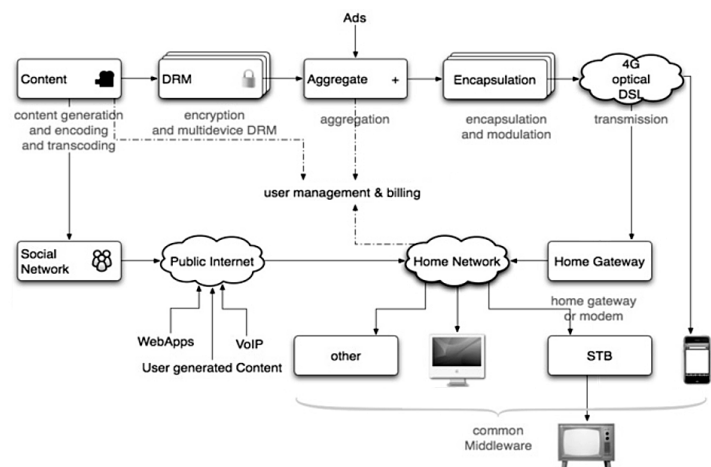 Ads
Content
DRM
Aggregate +
Encapsulation
4G
optical
DSL
content generation
and encoding
and transcoding
encryption
and multidevice DRM
aggregation
encapsulation
and modulation
transmission
user management & billing
Social
Network
Public Internet
Home Network
Home Gateway
home gateway
or modem
WebApps
VoIP
User generated Content
other
STB
common
Middleware